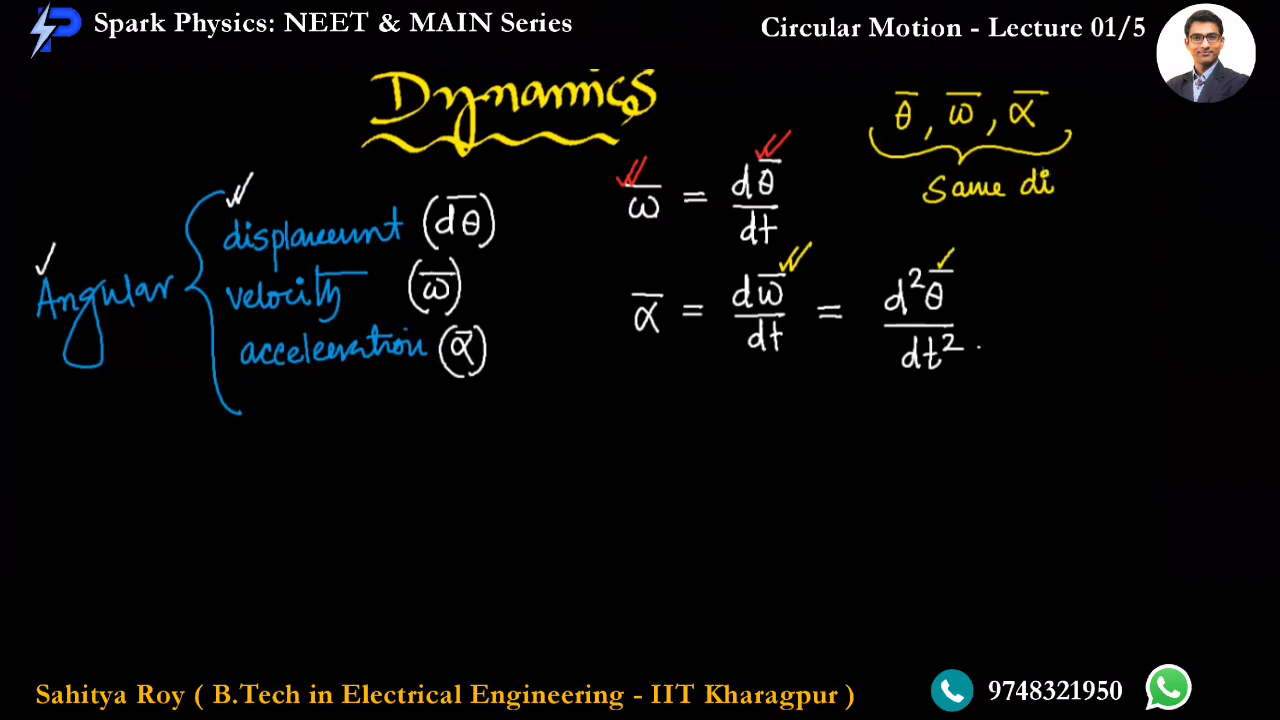 Spark Physics: NEET & MAIN Series
Circular Motion - Lecture 01/5
Dynamics
θ̅ , ω̅ , α̅
Same di
Angular
displacement (dθ̅)
velocity (ω̅)
acceleration (α̅)
ω̅ = dθ̅/dt
α̅ = dω̅/dt = d²θ̅/dt²
Sahitya Roy ( B.Tech in Electrical Engineering - IIT Kharagpur )
9748321950